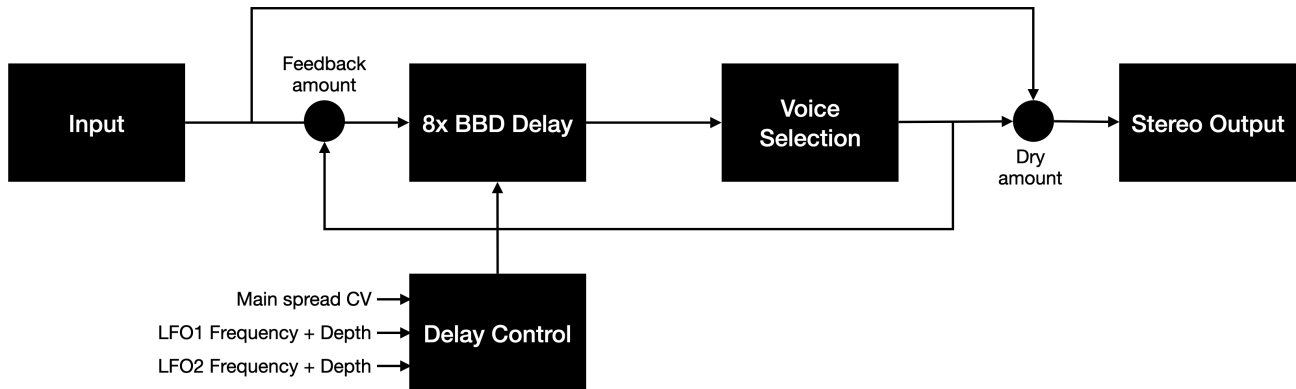 Feedback
amount
Input
8x BBD Delay
Voice
Selection
Stereo Output
Dry
amount
Main spread CV
LFO1 Frequency + Depth
LFO2 Frequency + Depth
Delay Control